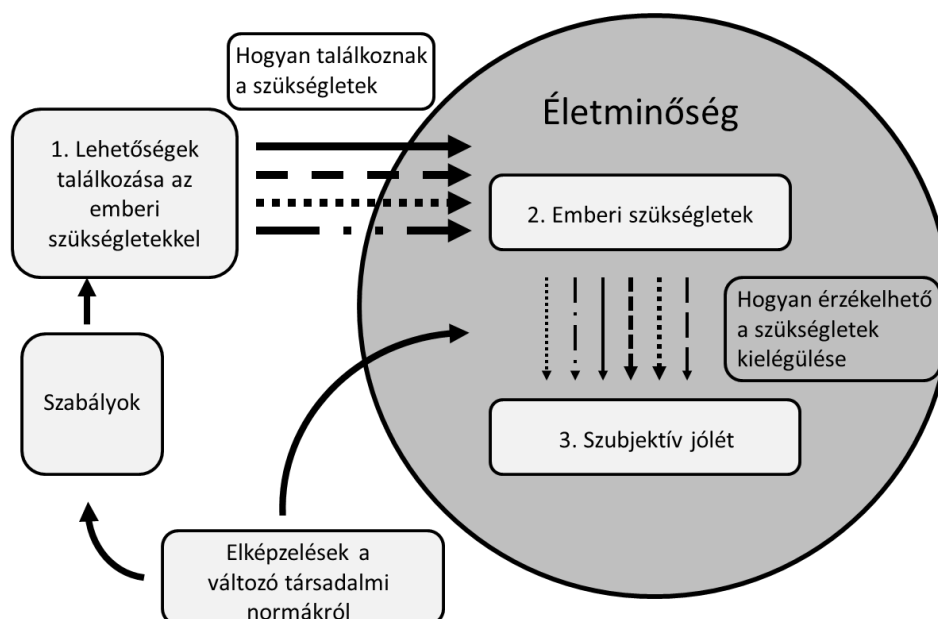 Hogyan találkoznak
a szükségletek
Életminőség
1. Lehetőségek
találkozása az
emberi
szükségletekkel
2. Emberi szükségletek
Hogyan érzékelhető
a szükségletek
kielégülése
Szabályok
3. Szubjektív jólét
Elképzelések a
változó társadalmi
normákról